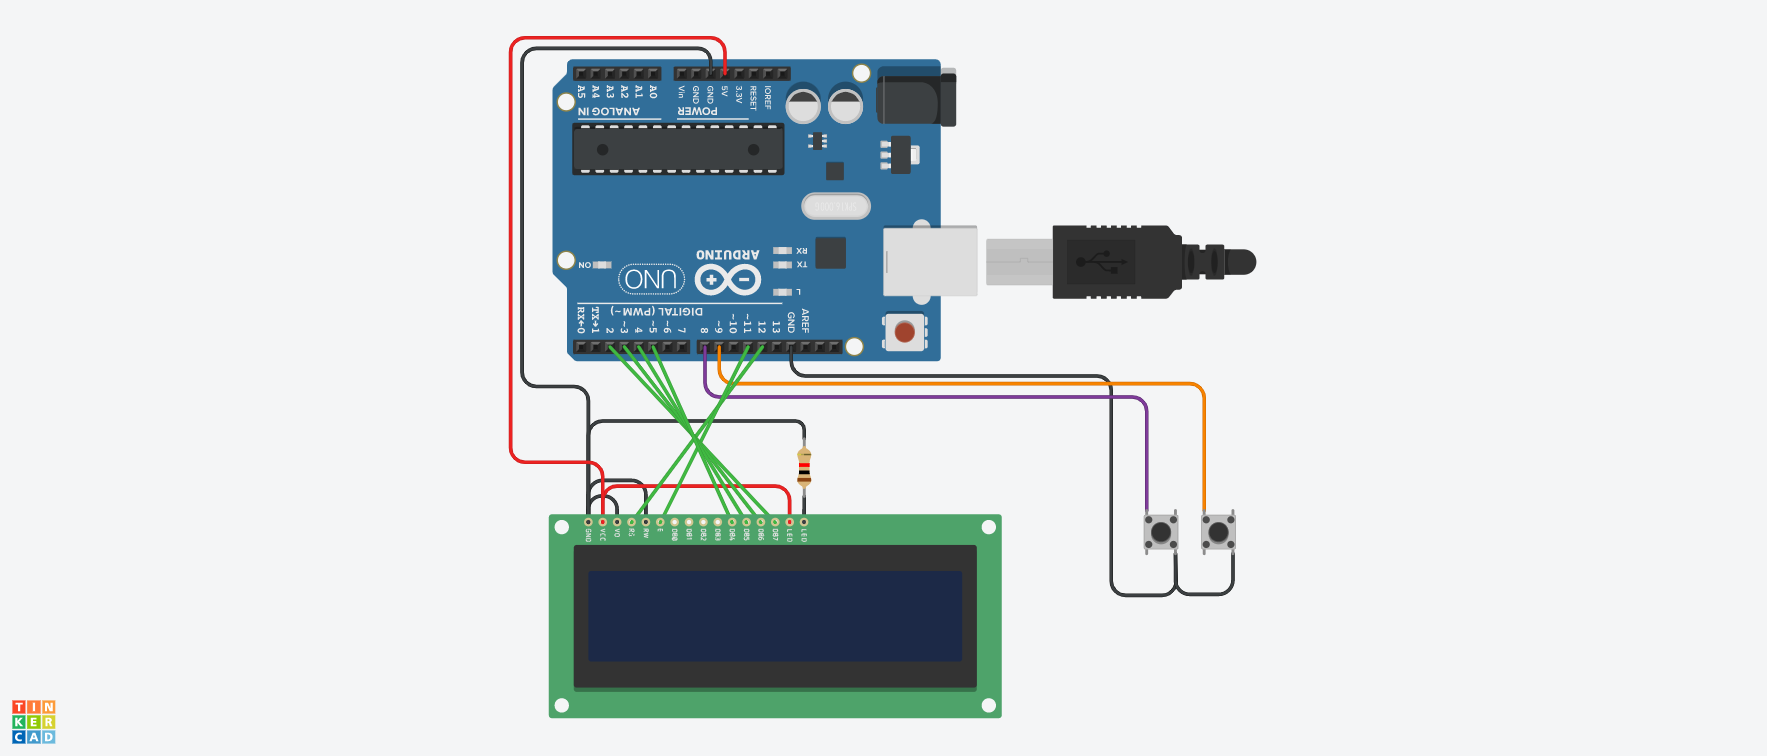 A5 A4 A3 A2 A1 A0
Vin GND GND 5V 3.3V RESET IOREF
ANALOG IN
POWER
RX
TX
ARDUINO
ON
UNO
L
DIGITAL (PWM~)
RX←0 TX→1 2 ~3 4 ~5 ~6 7 8 ~9 ~10 ~11 12 13 GND AREF
GND VCC V0 RS RW E DB0 DB1 DB2 DB3 DB4 DB5 DB6 DB7 LED LED
TIN
KER
CAD